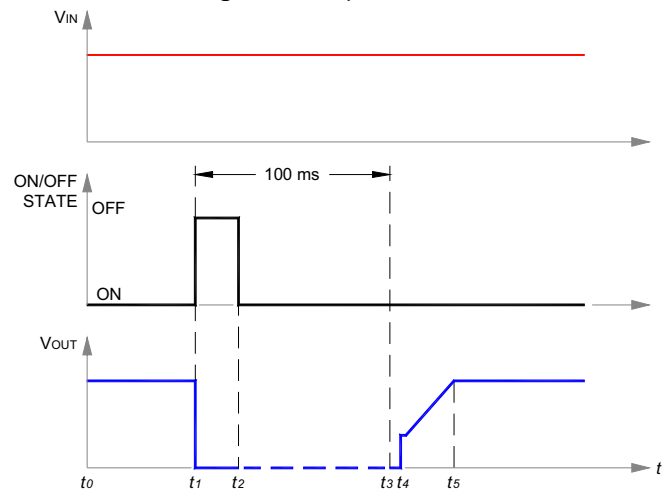 VIN
100 ms
ON/OFF
STATE
OFF
ON
VOUT
t
t0 t1 t2 t3 t4 t5